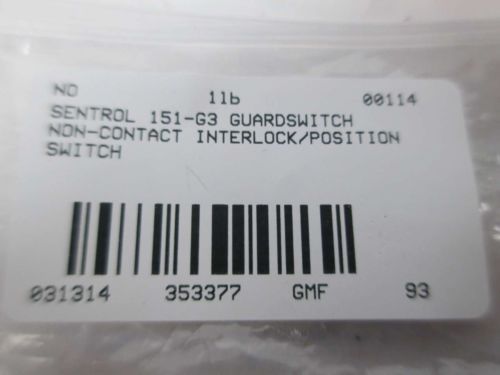 NO 1lb 00114
SENTROL 151-G3 GUARDSWITCH
NON-CONTACT INTERLOCK/POSITION
SWITCH
031314 353377 GMF 93